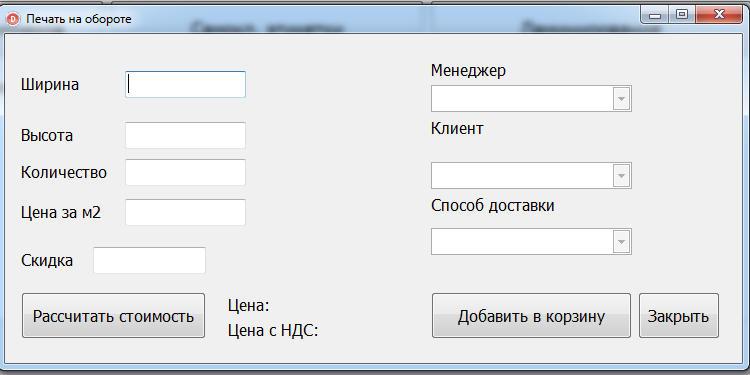 Печать на обороте
Ширина
Высота
Количество
Цена за м2
Скидка
Менеджер
Клиент
Способ доставки
Рассчитать стоимость
Цена:
Цена с НДС:
Добавить в корзину
Закрыть